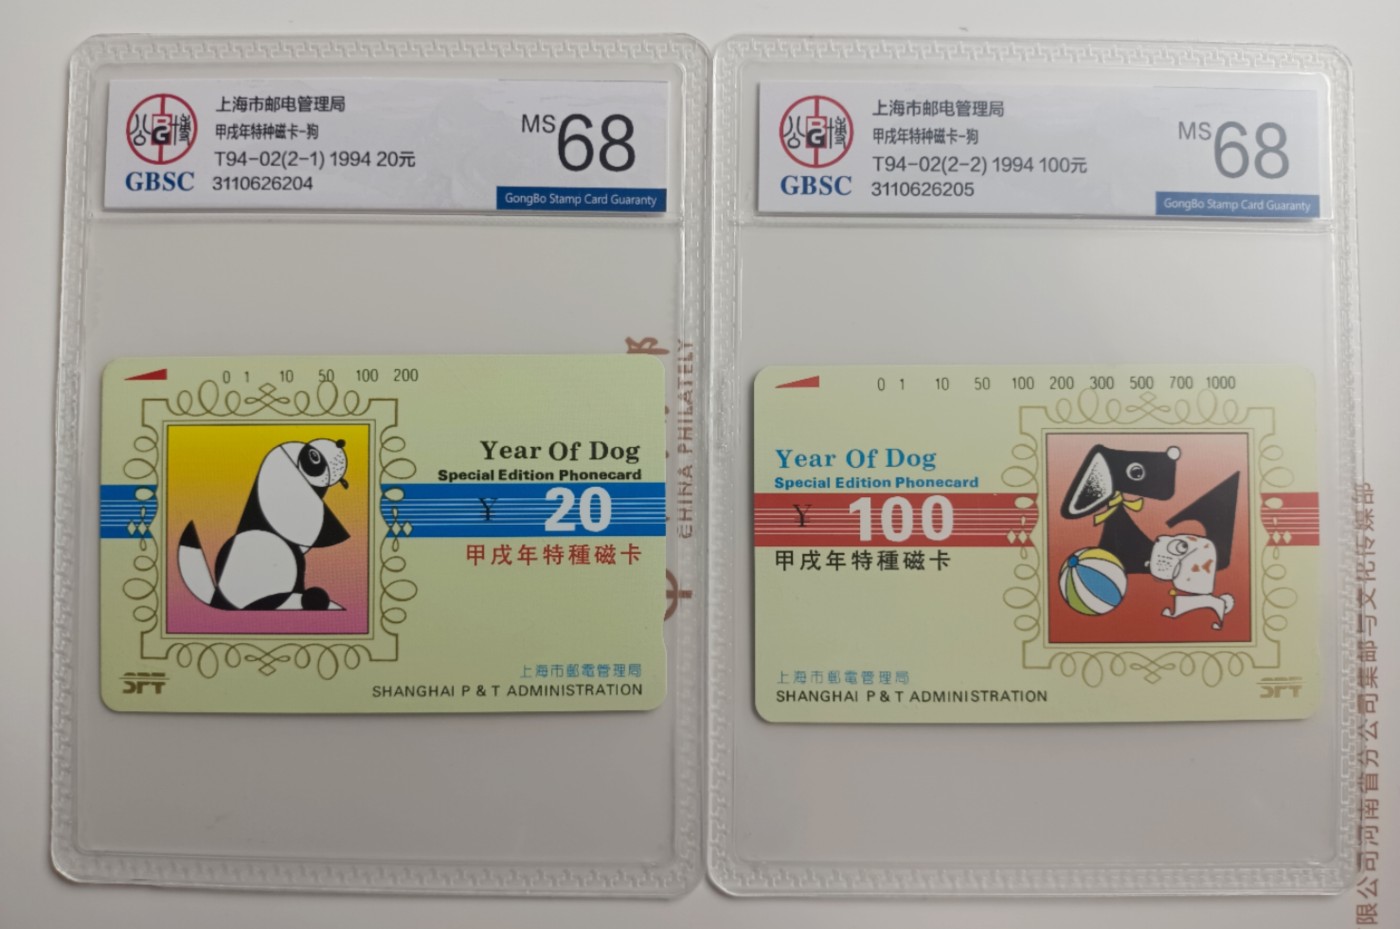 上海市邮电管理局
甲戌年特种磁卡-狗
T94-02(2-1) 1994 20元
3110626204
GBSC
MS 68
GongBo Stamp Card Guaranty
0 1 10 50 100 200
Year Of Dog
Special Edition Phonecard
¥ 20
甲戌年特種磁卡
上海市郵電管理局
SHANGHAI P & T ADMINISTRATION
SPT
上海市邮电管理局
甲戌年特种磁卡-狗
T94-02(2-2) 1994 100元
3110626205
GBSC
MS 68
GongBo Stamp Card Guaranty
0 1 10 50 100 200 300 500 700 1000
Year Of Dog
Special Edition Phonecard
¥ 100
甲戌年特種磁卡
上海市郵電管理局
SHANGHAI P & T ADMINISTRATION
SPT
CHINA PHILATELY
限公司河南省分公司集邮与文化传媒部